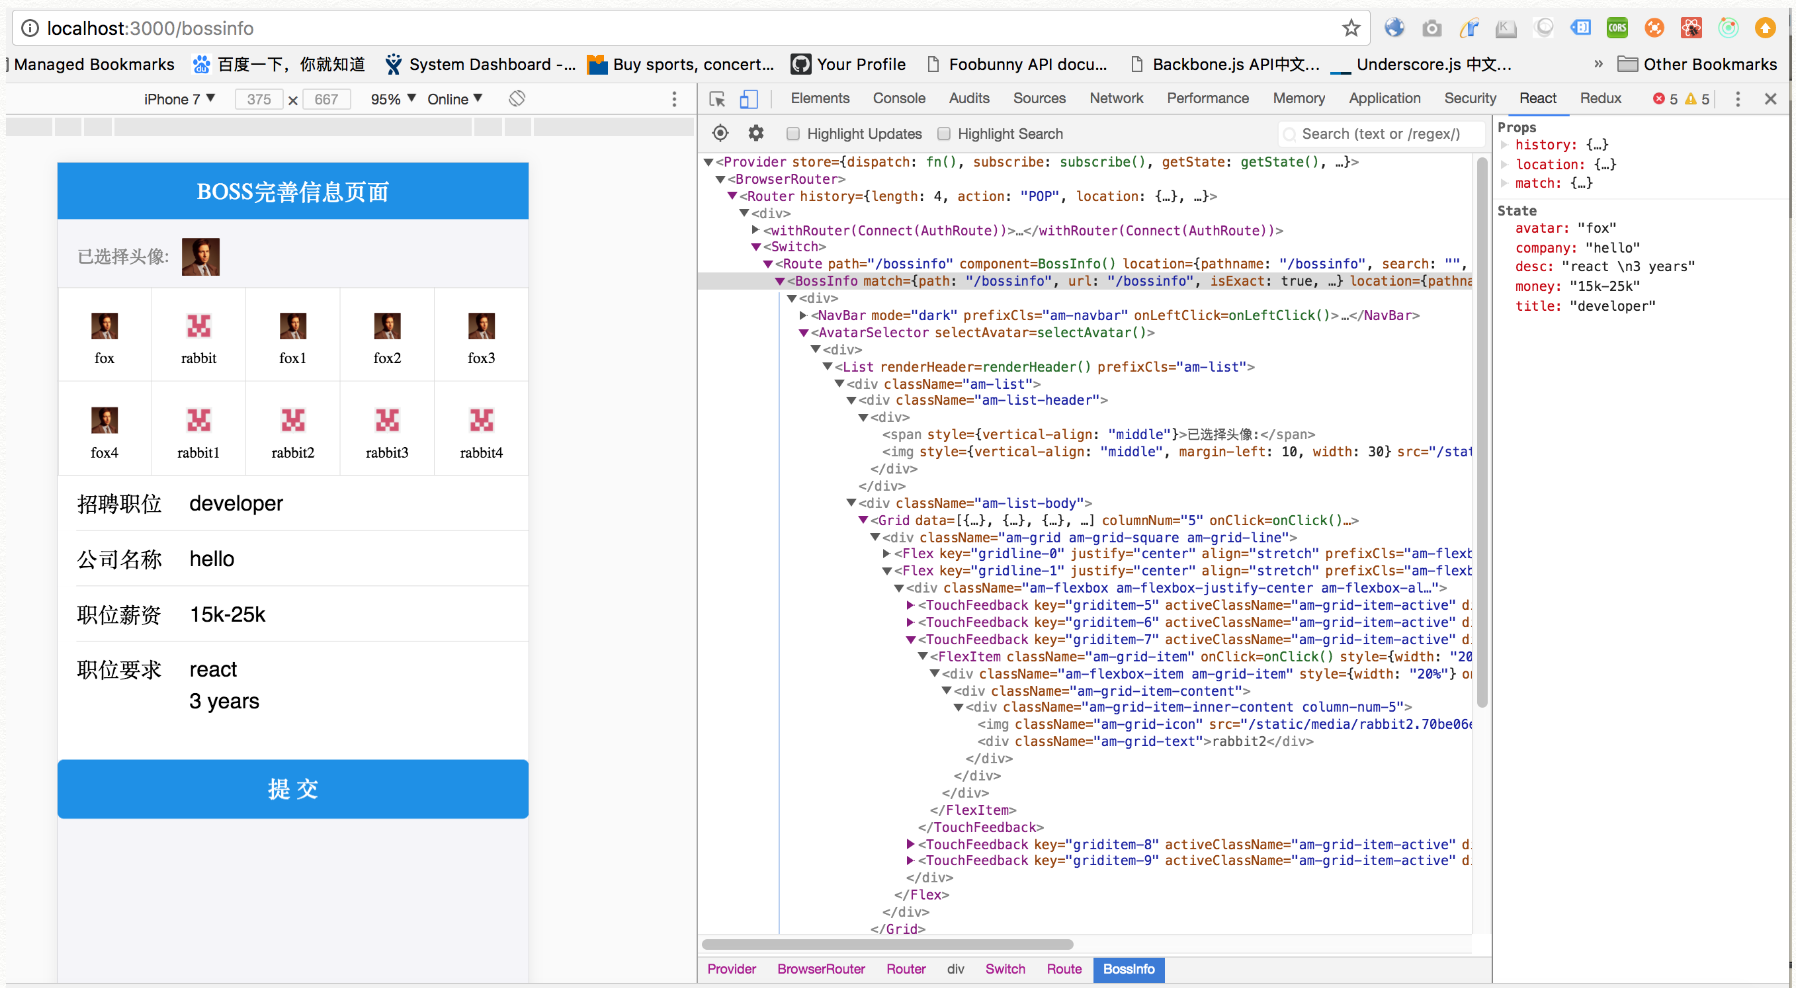 localhost:3000/bossinfo
Managed Bookmarks 百度一下，你就知道 System Dashboard -... Buy sports, concert... Your Profile Foobunny API docu... Backbone.js API中文... Underscore.js 中文... » Other Bookmarks
iPhone 7 ▼ 375 × 667 95% ▼ Online ▼
Elements Console Audits Sources Network Performance Memory Application Security React Redux 5 5
Highlight Updates Highlight Search Search (text or /regex/)
BOSS完善信息页面
已选择头像:
fox rabbit fox1 fox2 fox3
fox4 rabbit1 rabbit2 rabbit3 rabbit4
招聘职位 developer
公司名称 hello
职位薪资 15k-25k
职位要求 react
3 years
提 交
<Provider store={dispatch: fn(), subscribe: subscribe(), getState: getState(), …}>
<BrowserRouter>
<Router history={length: 4, action: "POP", location: {…}, …}>
<div>
<withRouter(Connect(AuthRoute))>…</withRouter(Connect(AuthRoute))>
<Switch>
<Route path="/bossinfo" component=BossInfo() location={pathname: "/bossinfo", search: "",
<BossInfo match={path: "/bossinfo", url: "/bossinfo", isExact: true, …} location={pathna
<div>
<NavBar mode="dark" prefixCls="am-navbar" onLeftClick=onLeftClick()>…</NavBar>
<AvatarSelector selectAvatar=selectAvatar()>
<div>
<List renderHeader=renderHeader() prefixCls="am-list">
<div className="am-list">
<div className="am-list-header">
<div>
<span style={vertical-align: "middle"}>已选择头像:</span>
<img style={vertical-align: "middle", margin-left: 10, width: 30} src="/stat
</div>
</div>
<div className="am-list-body">
<Grid data=[{…}, {…}, {…}, …] columnNum="5" onClick=onClick()…>
<div className="am-grid am-grid-square am-grid-line">
<Flex key="gridline-0" justify="center" align="stretch" prefixCls="am-flexb
<Flex key="gridline-1" justify="center" align="stretch" prefixCls="am-flexb
<div className="am-flexbox am-flexbox-justify-center am-flexbox-al…">
<TouchFeedback key="griditem-5" activeClassName="am-grid-item-active" d
<TouchFeedback key="griditem-6" activeClassName="am-grid-item-active" d
<TouchFeedback key="griditem-7" activeClassName="am-grid-item-active" d
<FlexItem className="am-grid-item" onClick=onClick() style={width: "20
<div className="am-flexbox-item am-grid-item" style={width: "20%"} o
<div className="am-grid-item-content">
<div className="am-grid-item-inner-content column-num-5">
<img className="am-grid-icon" src="/static/media/rabbit2.70be06e
<div className="am-grid-text">rabbit2</div>
</div>
</div>
</div>
</FlexItem>
</TouchFeedback>
<TouchFeedback key="griditem-8" activeClassName="am-grid-item-active" d
<TouchFeedback key="griditem-9" activeClassName="am-grid-item-active" d
</div>
</Flex>
</div>
</Grid>
Provider BrowserRouter Router div Switch Route BossInfo
Props
history: {…}
location: {…}
match: {…}
State
avatar: "fox"
company: "hello"
desc: "react \n3 years"
money: "15k-25k"
title: "developer"